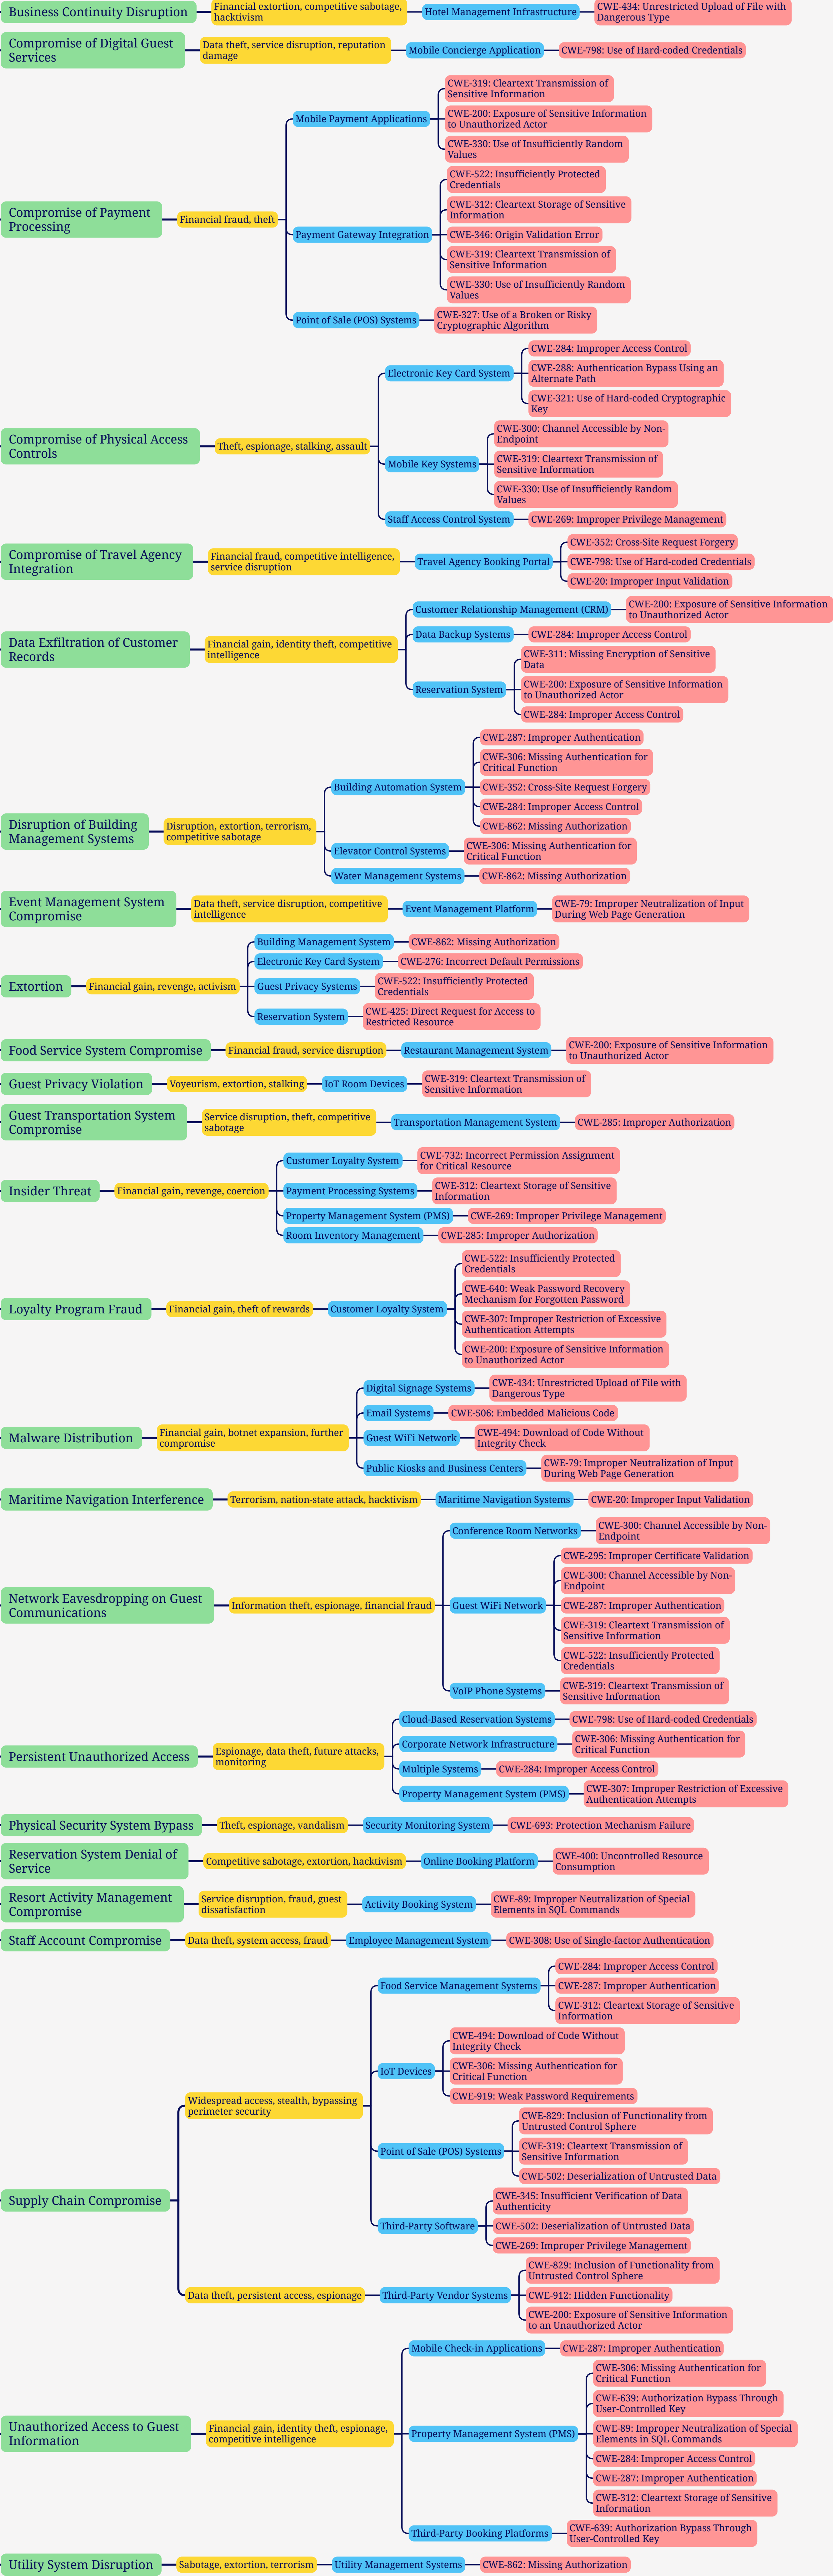 Business Continuity Disruption
Financial extortion, competitive sabotage,
hacktivism
Hotel Management Infrastructure
CWE-434: Unrestricted Upload of File with
Dangerous Type
Compromise of Digital Guest
Services
Data theft, service disruption, reputation
damage
Mobile Concierge Application
CWE-798: Use of Hard-coded Credentials
Compromise of Payment
Processing
Financial fraud, theft
Mobile Payment Applications
CWE-319: Cleartext Transmission of
Sensitive Information
CWE-200: Exposure of Sensitive Information
to Unauthorized Actor
CWE-330: Use of Insufficiently Random
Values
Payment Gateway Integration
CWE-522: Insufficiently Protected
Credentials
CWE-312: Cleartext Storage of Sensitive
Information
CWE-346: Origin Validation Error
CWE-319: Cleartext Transmission of
Sensitive Information
CWE-330: Use of Insufficiently Random
Values
Point of Sale (POS) Systems
CWE-327: Use of a Broken or Risky
Cryptographic Algorithm
Compromise of Physical Access
Controls
Theft, espionage, stalking, assault
Electronic Key Card System
CWE-284: Improper Access Control
CWE-288: Authentication Bypass Using an
Alternate Path
CWE-321: Use of Hard-coded Cryptographic
Key
Mobile Key Systems
CWE-300: Channel Accessible by Non-
Endpoint
CWE-319: Cleartext Transmission of
Sensitive Information
CWE-330: Use of Insufficiently Random
Values
Staff Access Control System
CWE-269: Improper Privilege Management
Compromise of Travel Agency
Integration
Financial fraud, competitive intelligence,
service disruption
Travel Agency Booking Portal
CWE-352: Cross-Site Request Forgery
CWE-798: Use of Hard-coded Credentials
CWE-20: Improper Input Validation
Data Exfiltration of Customer
Records
Financial gain, identity theft, competitive
intelligence
Customer Relationship Management (CRM)
CWE-200: Exposure of Sensitive Information
to Unauthorized Actor
Data Backup Systems
CWE-284: Improper Access Control
Reservation System
CWE-311: Missing Encryption of Sensitive
Data
CWE-200: Exposure of Sensitive Information
to Unauthorized Actor
CWE-284: Improper Access Control
Disruption of Building
Management Systems
Disruption, extortion, terrorism,
competitive sabotage
Building Automation System
CWE-287: Improper Authentication
CWE-306: Missing Authentication for
Critical Function
CWE-352: Cross-Site Request Forgery
CWE-284: Improper Access Control
CWE-862: Missing Authorization
Elevator Control Systems
CWE-306: Missing Authentication for
Critical Function
Water Management Systems
CWE-862: Missing Authorization
Event Management System
Compromise
Data theft, service disruption, competitive
intelligence
Event Management Platform
CWE-79: Improper Neutralization of Input
During Web Page Generation
Extortion
Financial gain, revenge, activism
Building Management System
CWE-862: Missing Authorization
Electronic Key Card System
CWE-276: Incorrect Default Permissions
Guest Privacy Systems
CWE-522: Insufficiently Protected
Credentials
Reservation System
CWE-425: Direct Request for Access to
Restricted Resource
Food Service System Compromise
Financial fraud, service disruption
Restaurant Management System
CWE-200: Exposure of Sensitive Information
to Unauthorized Actor
Guest Privacy Violation
Voyeurism, extortion, stalking
IoT Room Devices
CWE-319: Cleartext Transmission of
Sensitive Information
Guest Transportation System
Compromise
Service disruption, theft, competitive
sabotage
Transportation Management System
CWE-285: Improper Authorization
Insider Threat
Financial gain, revenge, coercion
Customer Loyalty System
CWE-732: Incorrect Permission Assignment
for Critical Resource
Payment Processing Systems
CWE-312: Cleartext Storage of Sensitive
Information
Property Management System (PMS)
CWE-269: Improper Privilege Management
Room Inventory Management
CWE-285: Improper Authorization
Loyalty Program Fraud
Financial gain, theft of rewards
Customer Loyalty System
CWE-522: Insufficiently Protected
Credentials
CWE-640: Weak Password Recovery
Mechanism for Forgotten Password
CWE-307: Improper Restriction of Excessive
Authentication Attempts
CWE-200: Exposure of Sensitive Information
to Unauthorized Actor
Malware Distribution
Financial gain, botnet expansion, further
compromise
Digital Signage Systems
CWE-434: Unrestricted Upload of File with
Dangerous Type
Email Systems
CWE-506: Embedded Malicious Code
Guest WiFi Network
CWE-494: Download of Code Without
Integrity Check
Public Kiosks and Business Centers
CWE-79: Improper Neutralization of Input
During Web Page Generation
Maritime Navigation Interference
Terrorism, nation-state attack, hacktivism
Maritime Navigation Systems
CWE-20: Improper Input Validation
Network Eavesdropping on Guest
Communications
Information theft, espionage, financial fraud
Conference Room Networks
CWE-300: Channel Accessible by Non-
Endpoint
Guest WiFi Network
CWE-295: Improper Certificate Validation
CWE-300: Channel Accessible by Non-
Endpoint
CWE-287: Improper Authentication
CWE-319: Cleartext Transmission of
Sensitive Information
CWE-522: Insufficiently Protected
Credentials
VoIP Phone Systems
CWE-319: Cleartext Transmission of
Sensitive Information
Persistent Unauthorized Access
Espionage, data theft, future attacks,
monitoring
Cloud-Based Reservation Systems
CWE-798: Use of Hard-coded Credentials
Corporate Network Infrastructure
CWE-306: Missing Authentication for
Critical Function
Multiple Systems
CWE-284: Improper Access Control
Property Management System (PMS)
CWE-307: Improper Restriction of Excessive
Authentication Attempts
Physical Security System Bypass
Theft, espionage, vandalism
Security Monitoring System
CWE-693: Protection Mechanism Failure
Reservation System Denial of
Service
Competitive sabotage, extortion, hacktivism
Online Booking Platform
CWE-400: Uncontrolled Resource
Consumption
Resort Activity Management
Compromise
Service disruption, fraud, guest
dissatisfaction
Activity Booking System
CWE-89: Improper Neutralization of Special
Elements in SQL Commands
Staff Account Compromise
Data theft, system access, fraud
Employee Management System
CWE-308: Use of Single-factor Authentication
Supply Chain Compromise
Widespread access, stealth, bypassing
perimeter security
Food Service Management Systems
CWE-284: Improper Access Control
CWE-287: Improper Authentication
CWE-312: Cleartext Storage of Sensitive
Information
IoT Devices
CWE-494: Download of Code Without
Integrity Check
CWE-306: Missing Authentication for
Critical Function
CWE-919: Weak Password Requirements
Point of Sale (POS) Systems
CWE-829: Inclusion of Functionality from
Untrusted Control Sphere
CWE-319: Cleartext Transmission of
Sensitive Information
CWE-502: Deserialization of Untrusted Data
Third-Party Software
CWE-345: Insufficient Verification of Data
Authenticity
CWE-502: Deserialization of Untrusted Data
CWE-269: Improper Privilege Management
Data theft, persistent access, espionage
Third-Party Vendor Systems
CWE-829: Inclusion of Functionality from
Untrusted Control Sphere
CWE-912: Hidden Functionality
CWE-200: Exposure of Sensitive Information
to an Unauthorized Actor
Unauthorized Access to Guest
Information
Financial gain, identity theft, espionage,
competitive intelligence
Mobile Check-in Applications
CWE-287: Improper Authentication
Property Management System (PMS)
CWE-306: Missing Authentication for
Critical Function
CWE-639: Authorization Bypass Through
User-Controlled Key
CWE-89: Improper Neutralization of Special
Elements in SQL Commands
CWE-284: Improper Access Control
CWE-287: Improper Authentication
CWE-312: Cleartext Storage of Sensitive
Information
Third-Party Booking Platforms
CWE-639: Authorization Bypass Through
User-Controlled Key
Utility System Disruption
Sabotage, extortion, terrorism
Utility Management Systems
CWE-862: Missing Authorization